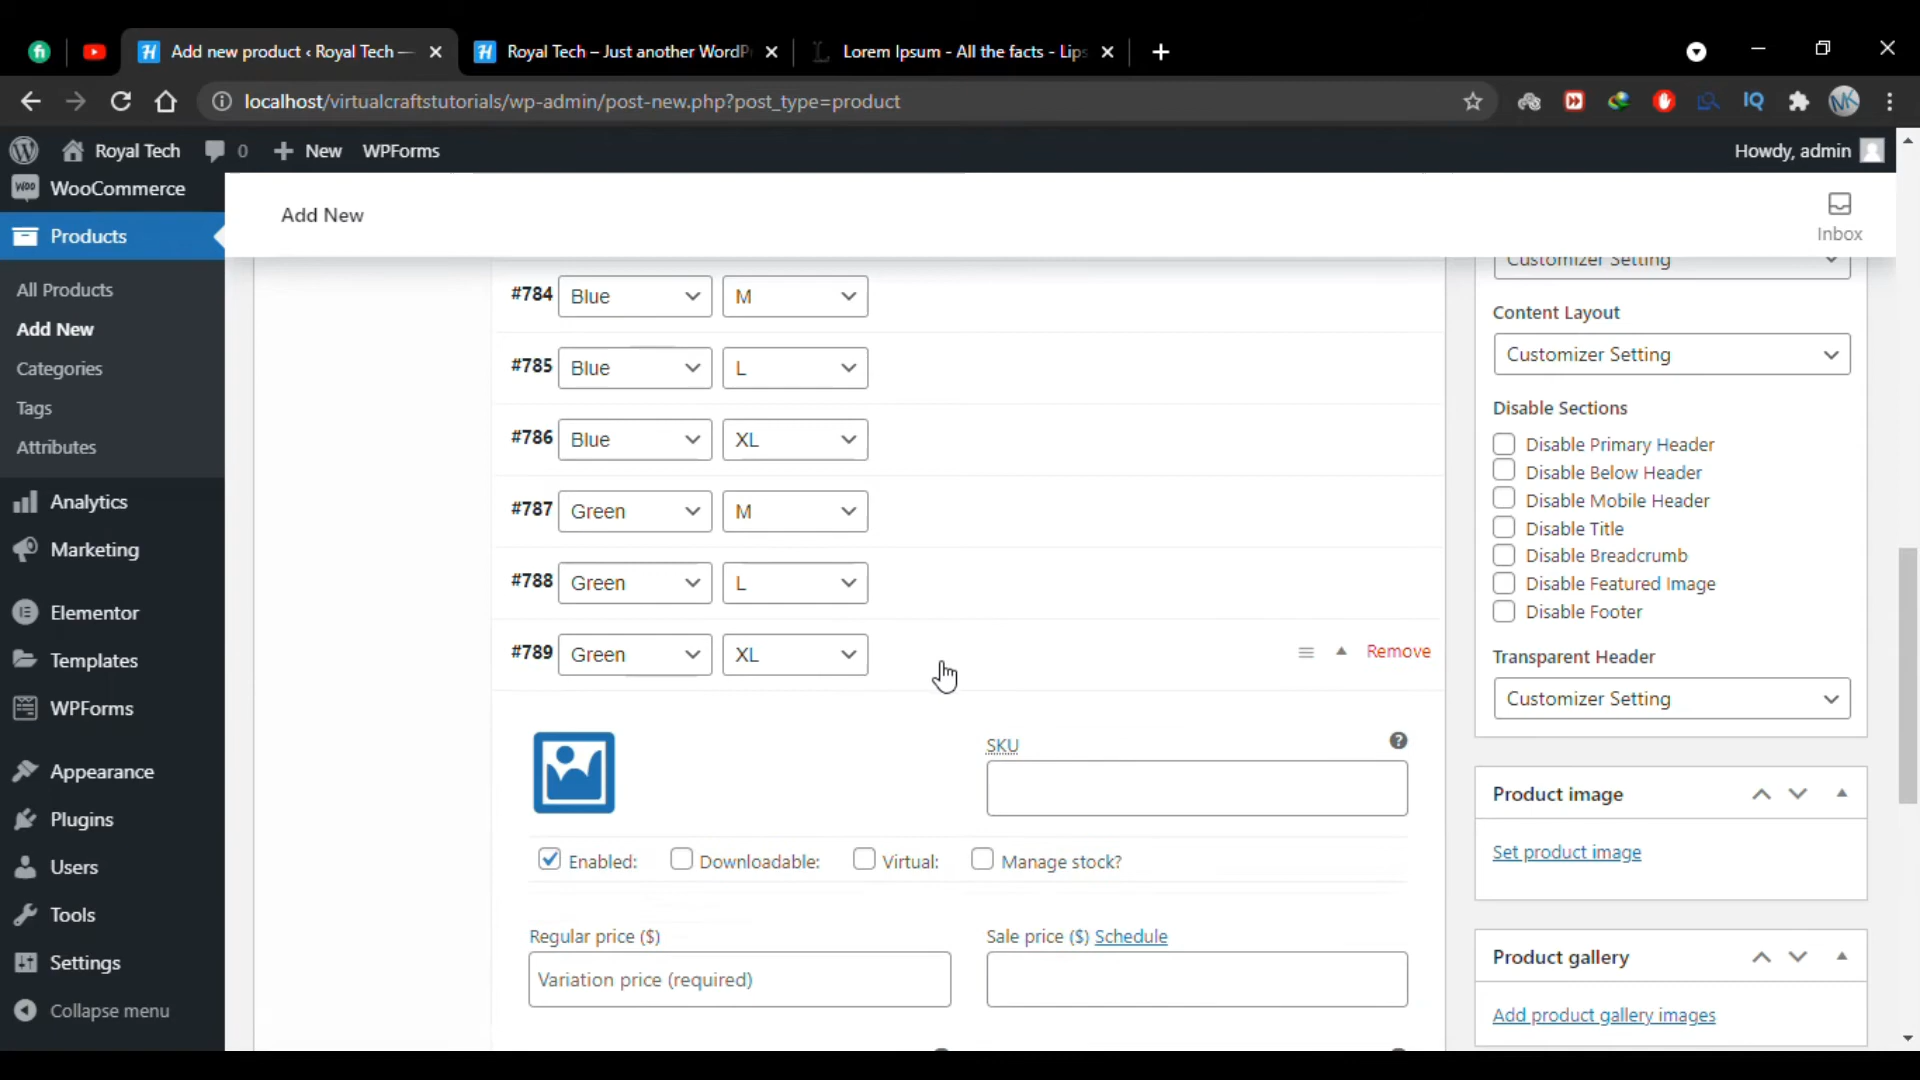 Add new product ‹ Royal Tech —
Royal Tech – Just another WordP
Lorem Ipsum - All the facts - Lips
localhost/virtualcraftstutorials/wp-admin/post-new.php?post_type=product
IQ
MK
Royal Tech
0
New
WPForms
Howdy, admin
WooCommerce
Products
All Products
Add New
Categories
Tags
Attributes
Analytics
Marketing
Elementor
Templates
WPForms
Appearance
Plugins
Users
Tools
Settings
Collapse menu
Add New
Inbox
#784 Blue M
#785 Blue L
#786 Blue XL
#787 Green M
#788 Green L
#789 Green XL
Remove
SKU
Enabled: Downloadable: Virtual: Manage stock?
Regular price ($)
Variation price (required)
Sale price ($) Schedule
Customizer Setting
Content Layout
Customizer Setting
Disable Sections
Disable Primary Header
Disable Below Header
Disable Mobile Header
Disable Title
Disable Breadcrumb
Disable Featured Image
Disable Footer
Transparent Header
Customizer Setting
Product image
Set product image
Product gallery
Add product gallery images